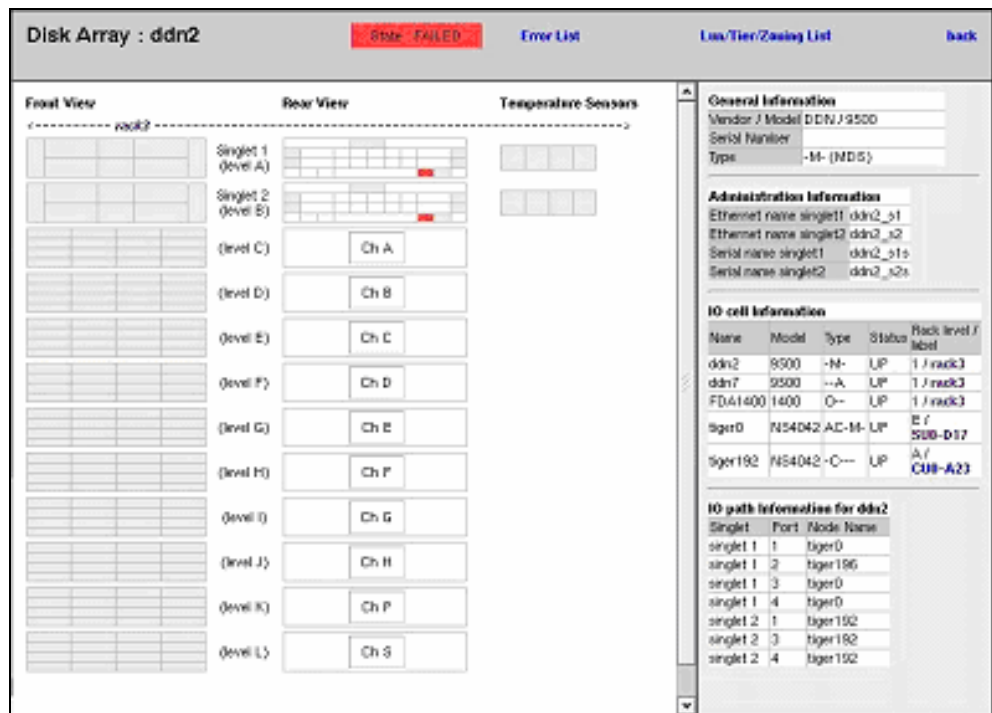 Disk Array : ddn2
State : FAILED
Error List
Lun/Tier/Zoning List
back
Front View
Rear View
Temperature Sensors
<---------- rack3 ---------->
Singlet 1
(level A)
Singlet 2
(level B)
(level C)
Ch A
(level D)
Ch B
(level E)
Ch C
(level F)
Ch D
(level G)
Ch E
(level H)
Ch F
(level I)
Ch G
(level J)
Ch H
(level K)
Ch P
(level L)
Ch S
General Information
Vendor / Model DDN / 9500
Serial Number
Type -M- (MDS)
Administration Information
Ethernet name singlet1 ddn2_s1
Ethernet name singlet2 ddn2_s2
Serial name singlet1 ddn2_s1s
Serial name singlet2 ddn2_s2s
IO cell Information
Name Model Type Status Rack level / label
ddn2 9500 -M- UP 1 / rack3
ddn7 9500 --A UP 1 / rack3
FDA1400 1400 O-- UP 1 / rack3
tiger0 NS4042 AC-M- UP E / SU0-D17
tiger192 NS4042 -C--- UP A / CU0-A23
IO path Information for ddn2
Singlet Port Node Name
singlet 1 1 tiger0
singlet 1 2 tiger196
singlet 1 3 tiger0
singlet 1 4 tiger0
singlet 2 1 tiger192
singlet 2 3 tiger192
singlet 2 4 tiger192